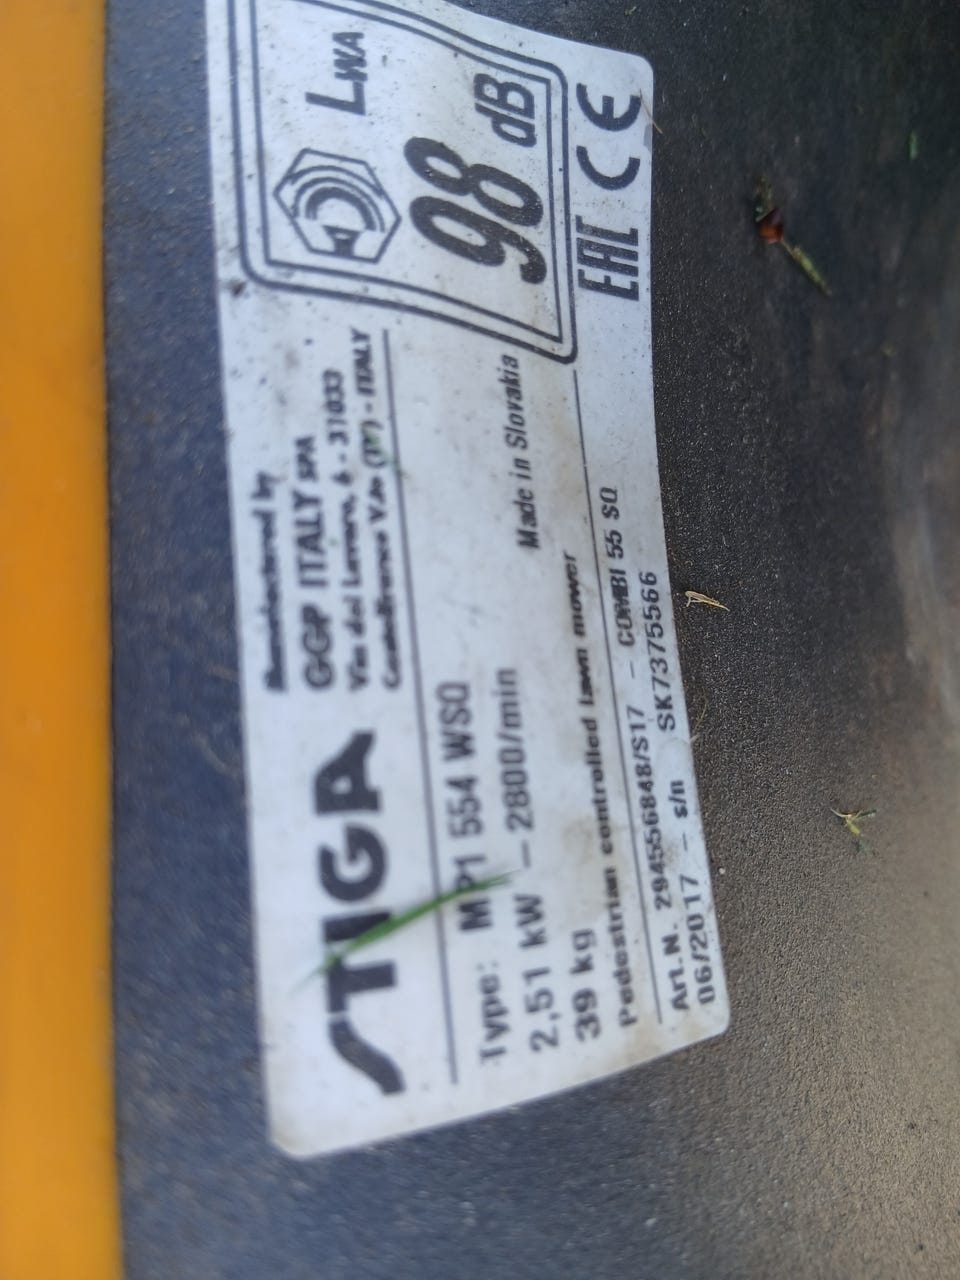 STIGA
Manufactured by
GGP ITALY SPA
Via del Lavoro, 6 - 31033
Castelfranco V.to (TV) - ITALY
LWA
98 dB
Type: MP1 554 WSQ
2,51 kW – 2800/min
39 kg
Made in Slovakia
Pedestrian controlled lawn mower
EAC CE
Art.N. 294556848/S17 – COMBI 55 SQ
06/2017 – s/n SK7375566